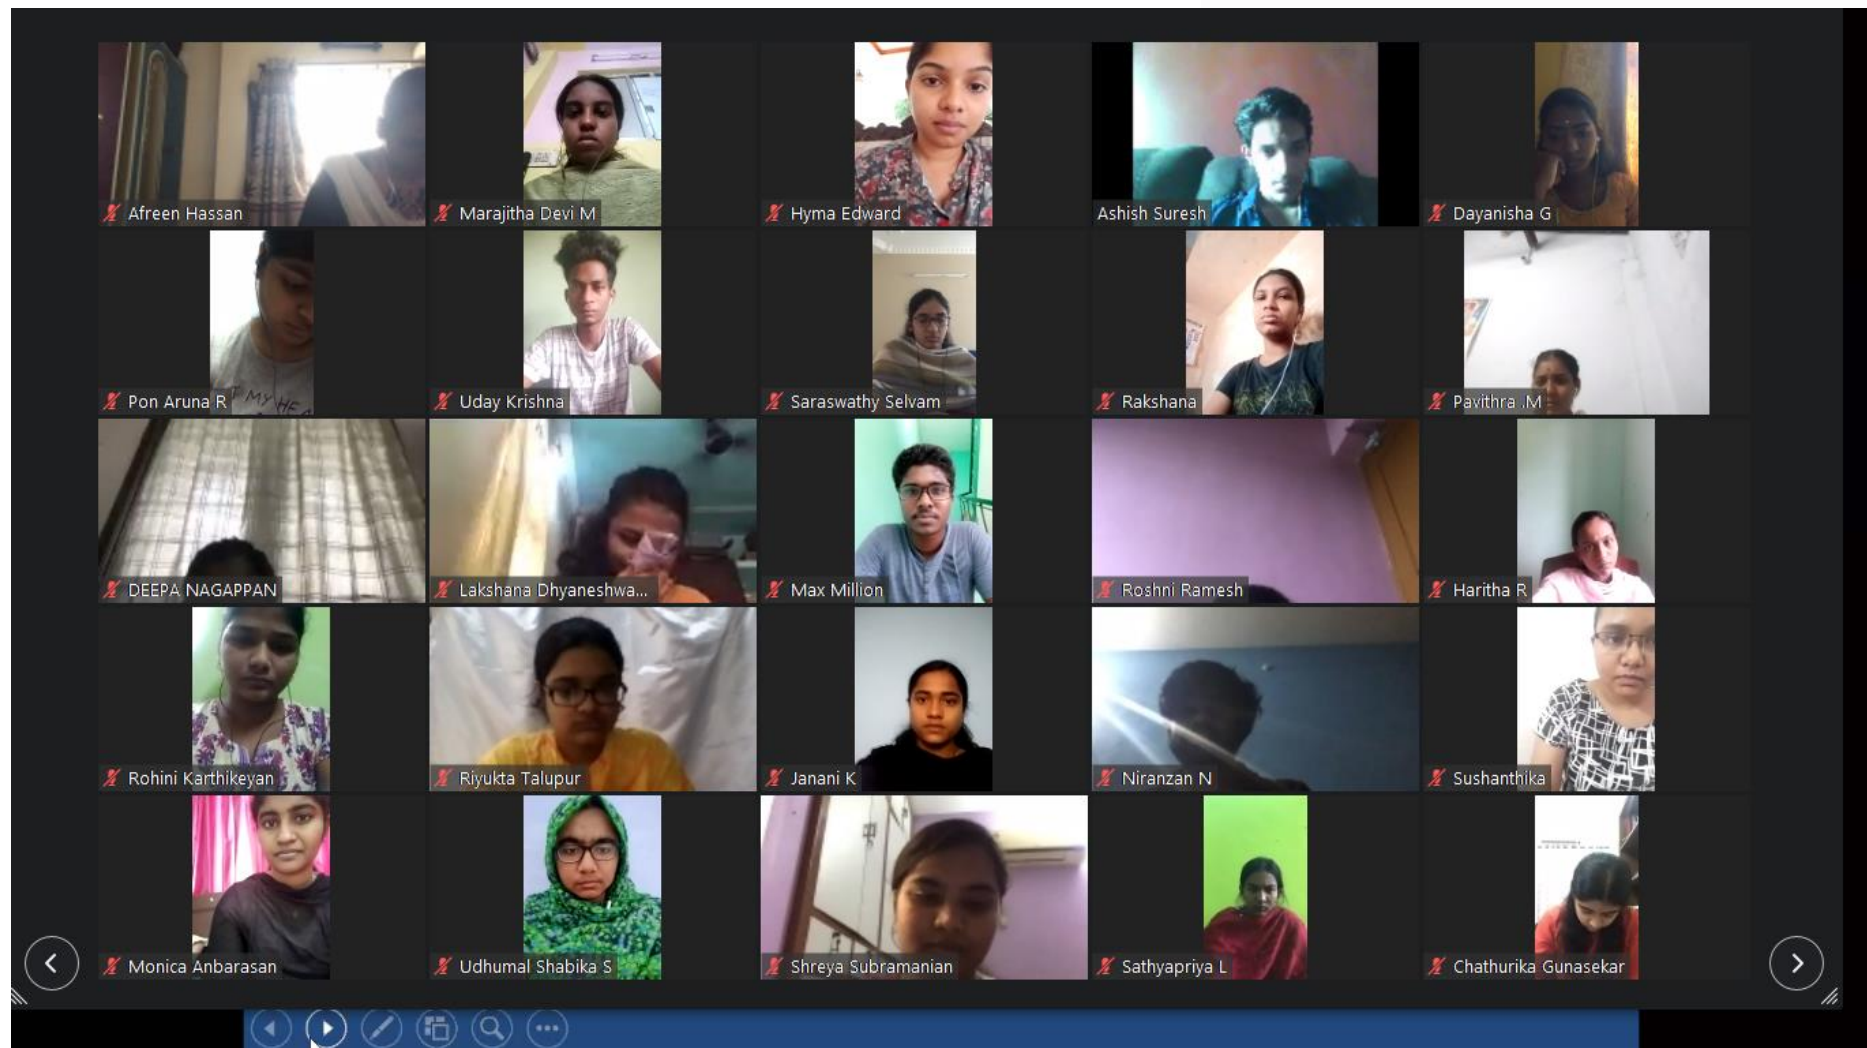 Afreen Hassan
Marajitha Devi M
Hyma Edward
Ashish Suresh
Dayanisha G
Pon Aruna R
MY HE
Uday Krishna
Saraswathy Selvam
Rakshana
Pavithra .M
DEEPA NAGAPPAN
Lakshana Dhyaneshwa...
Max Million
Roshni Ramesh
Haritha R
Rohini Karthikeyan
Riyukta Talupur
Janani K
Niranzan N
Sushanthika
Monica Anbarasan
Udhumal Shabika S
Shreya Subramanian
Sathyapriya L
Chathurika Gunasekar